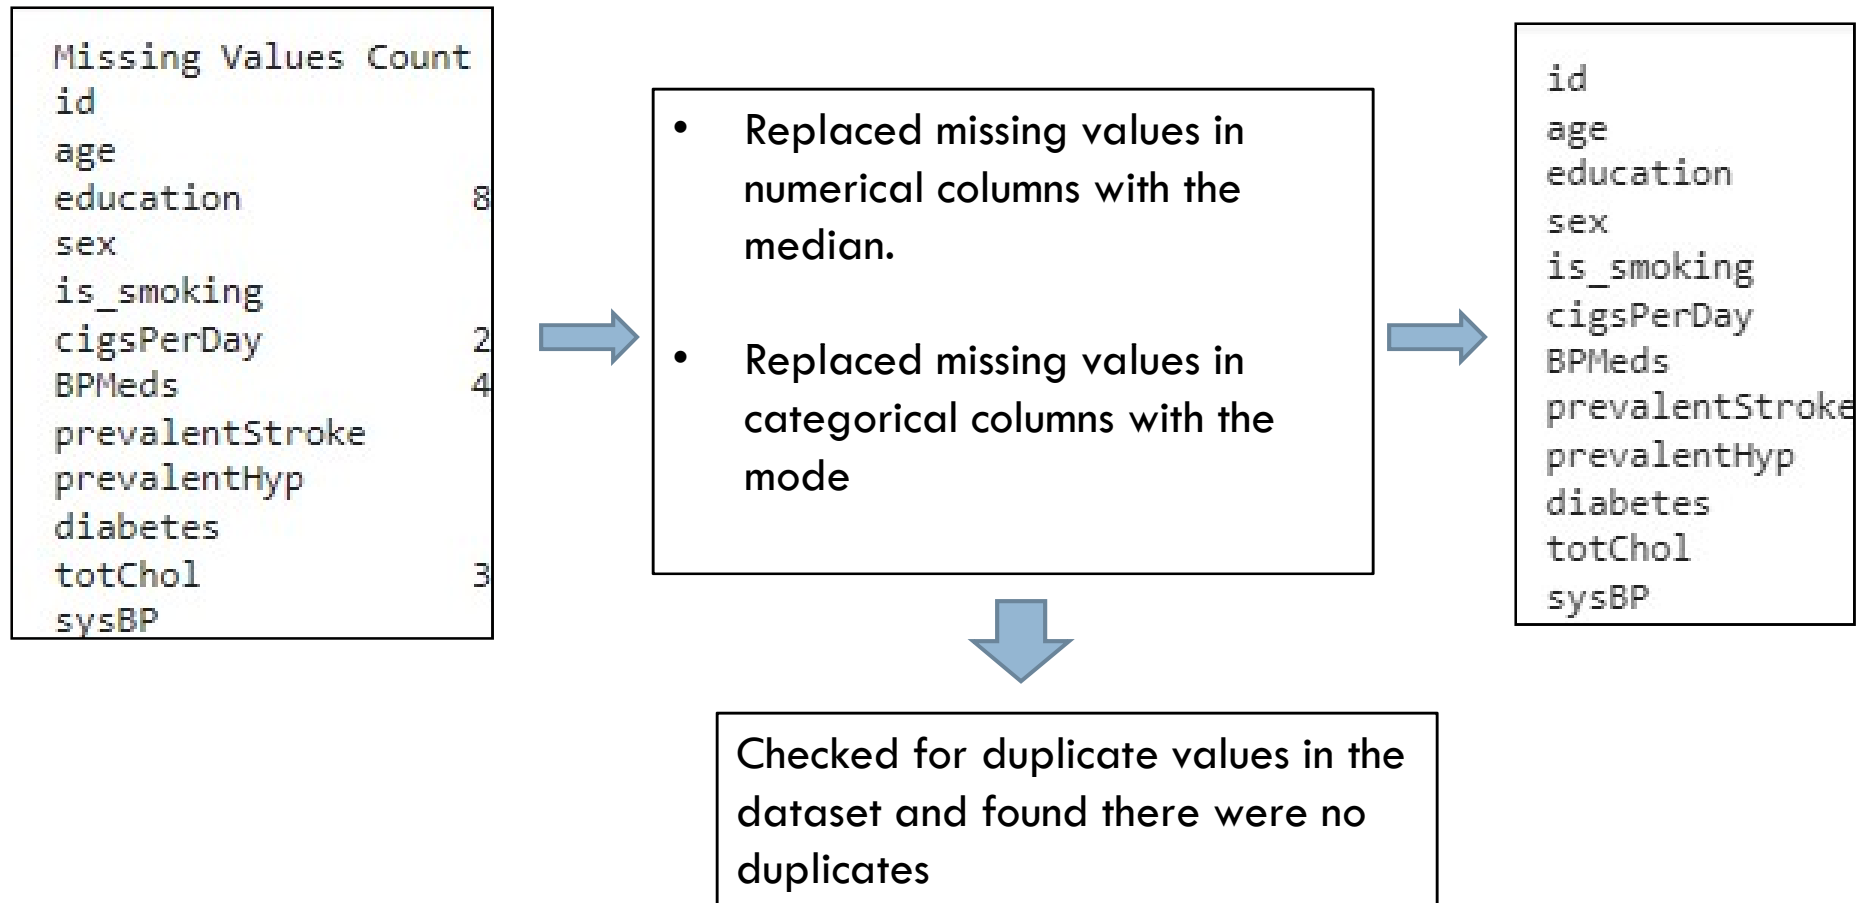 Missing Values Count
id
age
education 8
sex
is_smoking
cigsPerDay 2
BPMeds 4
prevalentStroke
prevalentHyp
diabetes
totChol 3
sysBP
• Replaced missing values in
numerical columns with the
median.
• Replaced missing values in
categorical columns with the
mode
id
age
education
sex
is_smoking
cigsPerDay
BPMeds
prevalentStroke
prevalentHyp
diabetes
totChol
sysBP
Checked for duplicate values in the
dataset and found there were no
duplicates